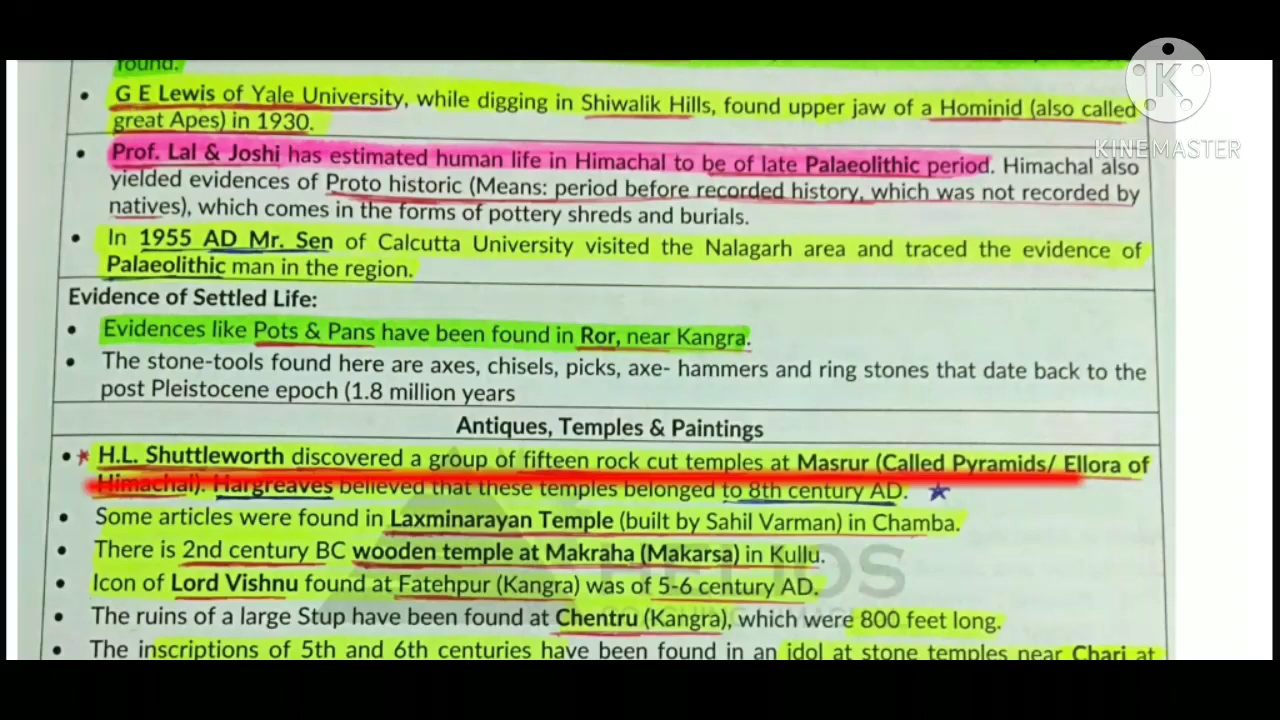 found.
• G E Lewis of Yale University, while digging in Shiwalik Hills, found upper jaw of a Hominid (also called
great Apes) in 1930.
• Prof. Lal & Joshi has estimated human life in Himachal to be of late Palaeolithic period. Himachal also
yielded evidences of Proto historic (Means: period before recorded history, which was not recorded by
natives), which comes in the forms of pottery shreds and burials.
• In 1955 AD Mr. Sen of Calcutta University visited the Nalagarh area and traced the evidence of
Palaeolithic man in the region.
Evidence of Settled Life:
• Evidences like Pots & Pans have been found in Ror, near Kangra.
• The stone-tools found here are axes, chisels, picks, axe- hammers and ring stones that date back to the
post Pleistocene epoch (1.8 million years
Antiques, Temples & Paintings
• H.L. Shuttleworth discovered a group of fifteen rock cut temples at Masrur (Called Pyramids/ Ellora of
Himachal). Hargreaves believed that these temples belonged to 8th century AD.
• Some articles were found in Laxminarayan Temple (built by Sahil Varman) in Chamba.
• There is 2nd century BC wooden temple at Makraha (Makarsa) in Kullu.
• Icon of Lord Vishnu found at Fatehpur (Kangra) was of 5-6 century AD.
• The ruins of a large Stup have been found at Chentru (Kangra), which were 800 feet long.
• The inscriptions of 5th and 6th centuries have been found in an idol at stone temples near Chari at
K
KINEMASTER